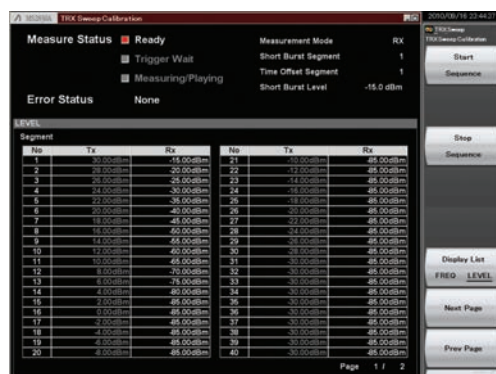 TRX Sweep Calibration
2010/09/16 22:44:27
TRX Sweep
TRX Sweep Calibration
Measure Status Ready
Trigger Wait
Measuring/Playing
Error Status None
Measurement Mode RX
Short Burst Segment 1
Time Offset Segment 1
Short Burst Level -15.0 dBm
Start
Sequence
Stop
Sequence
Display List
FREQ LEVEL
Next Page
Prev Page
LEVEL
Segment
No Tx Rx No Tx Rx
1 30.00dBm -15.00dBm 21 -10.00dBm -85.00dBm
2 28.00dBm -20.00dBm 22 -12.00dBm -85.00dBm
3 26.00dBm -25.00dBm 23 -14.00dBm -85.00dBm
4 24.00dBm -30.00dBm 24 -16.00dBm -85.00dBm
5 22.00dBm -35.00dBm 25 -18.00dBm -85.00dBm
6 20.00dBm -40.00dBm 26 -20.00dBm -85.00dBm
7 18.00dBm -45.00dBm 27 -22.00dBm -85.00dBm
8 16.00dBm -50.00dBm 28 -24.00dBm -85.00dBm
9 14.00dBm -55.00dBm 29 -26.00dBm -85.00dBm
10 12.00dBm -60.00dBm 30 -28.00dBm -85.00dBm
11 10.00dBm -65.00dBm 31 -30.00dBm -85.00dBm
12 8.00dBm -70.00dBm 32 -30.00dBm -85.00dBm
13 6.00dBm -75.00dBm 33 -30.00dBm -85.00dBm
14 4.00dBm -80.00dBm 34 -30.00dBm -85.00dBm
15 2.00dBm -85.00dBm 35 -30.00dBm -85.00dBm
16 0.00dBm -85.00dBm 36 -30.00dBm -85.00dBm
17 -2.00dBm -85.00dBm 37 -30.00dBm -85.00dBm
18 -4.00dBm -85.00dBm 38 -30.00dBm -85.00dBm
19 -6.00dBm -85.00dBm 39 -30.00dBm -85.00dBm
20 -8.00dBm -85.00dBm 40 -30.00dBm -85.00dBm
Page 1 / 2